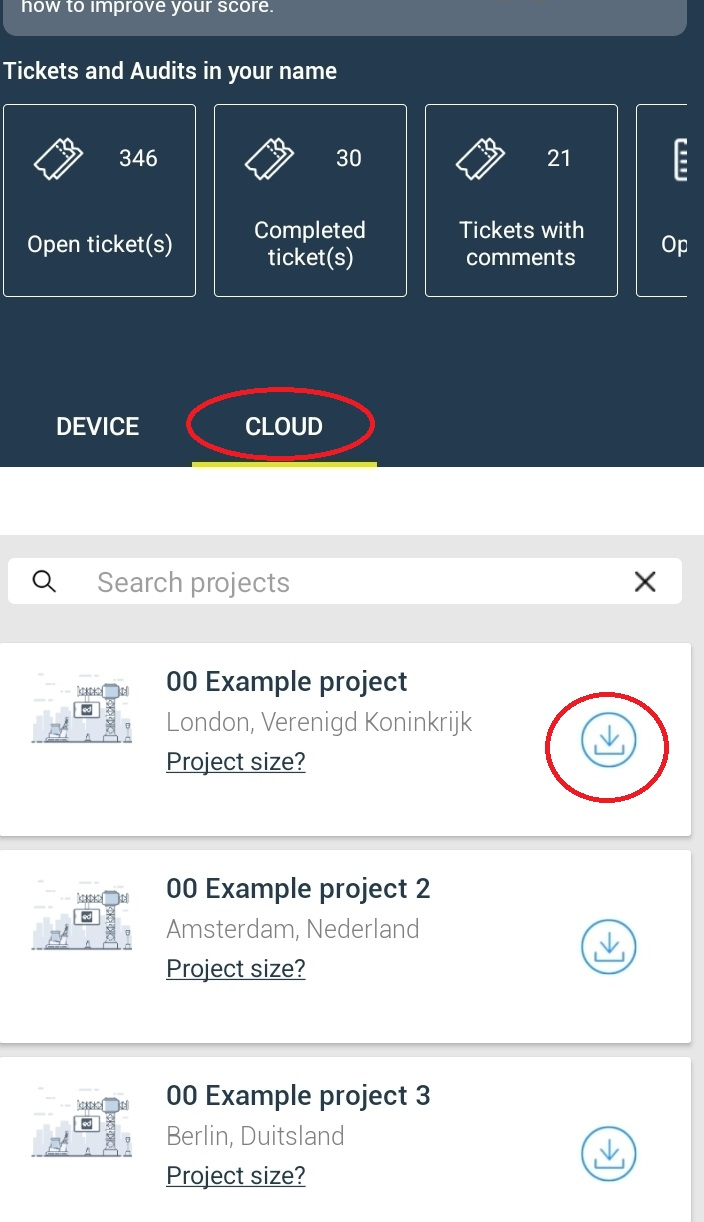 how to improve your score.
Tickets and Audits in your name
346
Open ticket(s)
30
Completed
ticket(s)
21
Tickets with
comments
Op
DEVICE
CLOUD
Search projects
00 Example project
London, Verenigd Koninkrijk
Project size?
00 Example project 2
Amsterdam, Nederland
Project size?
00 Example project 3
Berlin, Duitsland
Project size?